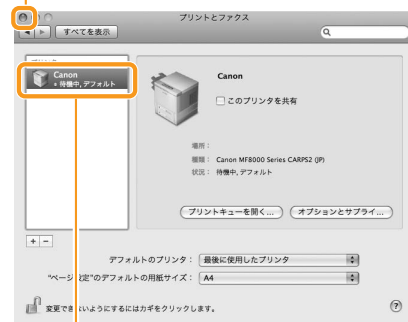 プリントとファクス
すべてを表示
プリンタ
Canon
待機中, デフォルト
Canon
このプリンタを共有
場所：
種類： Canon MF8000 Series CARPS2 (JP)
状況： 待機中, デフォルト
プリントキューを開く... オプションとサプライ...
+ -
デフォルトのプリンタ： 最後に使用したプリンタ
"ページ設定"のデフォルトの用紙サイズ： A4
変更できないようにするにはカギをクリックします。 ?